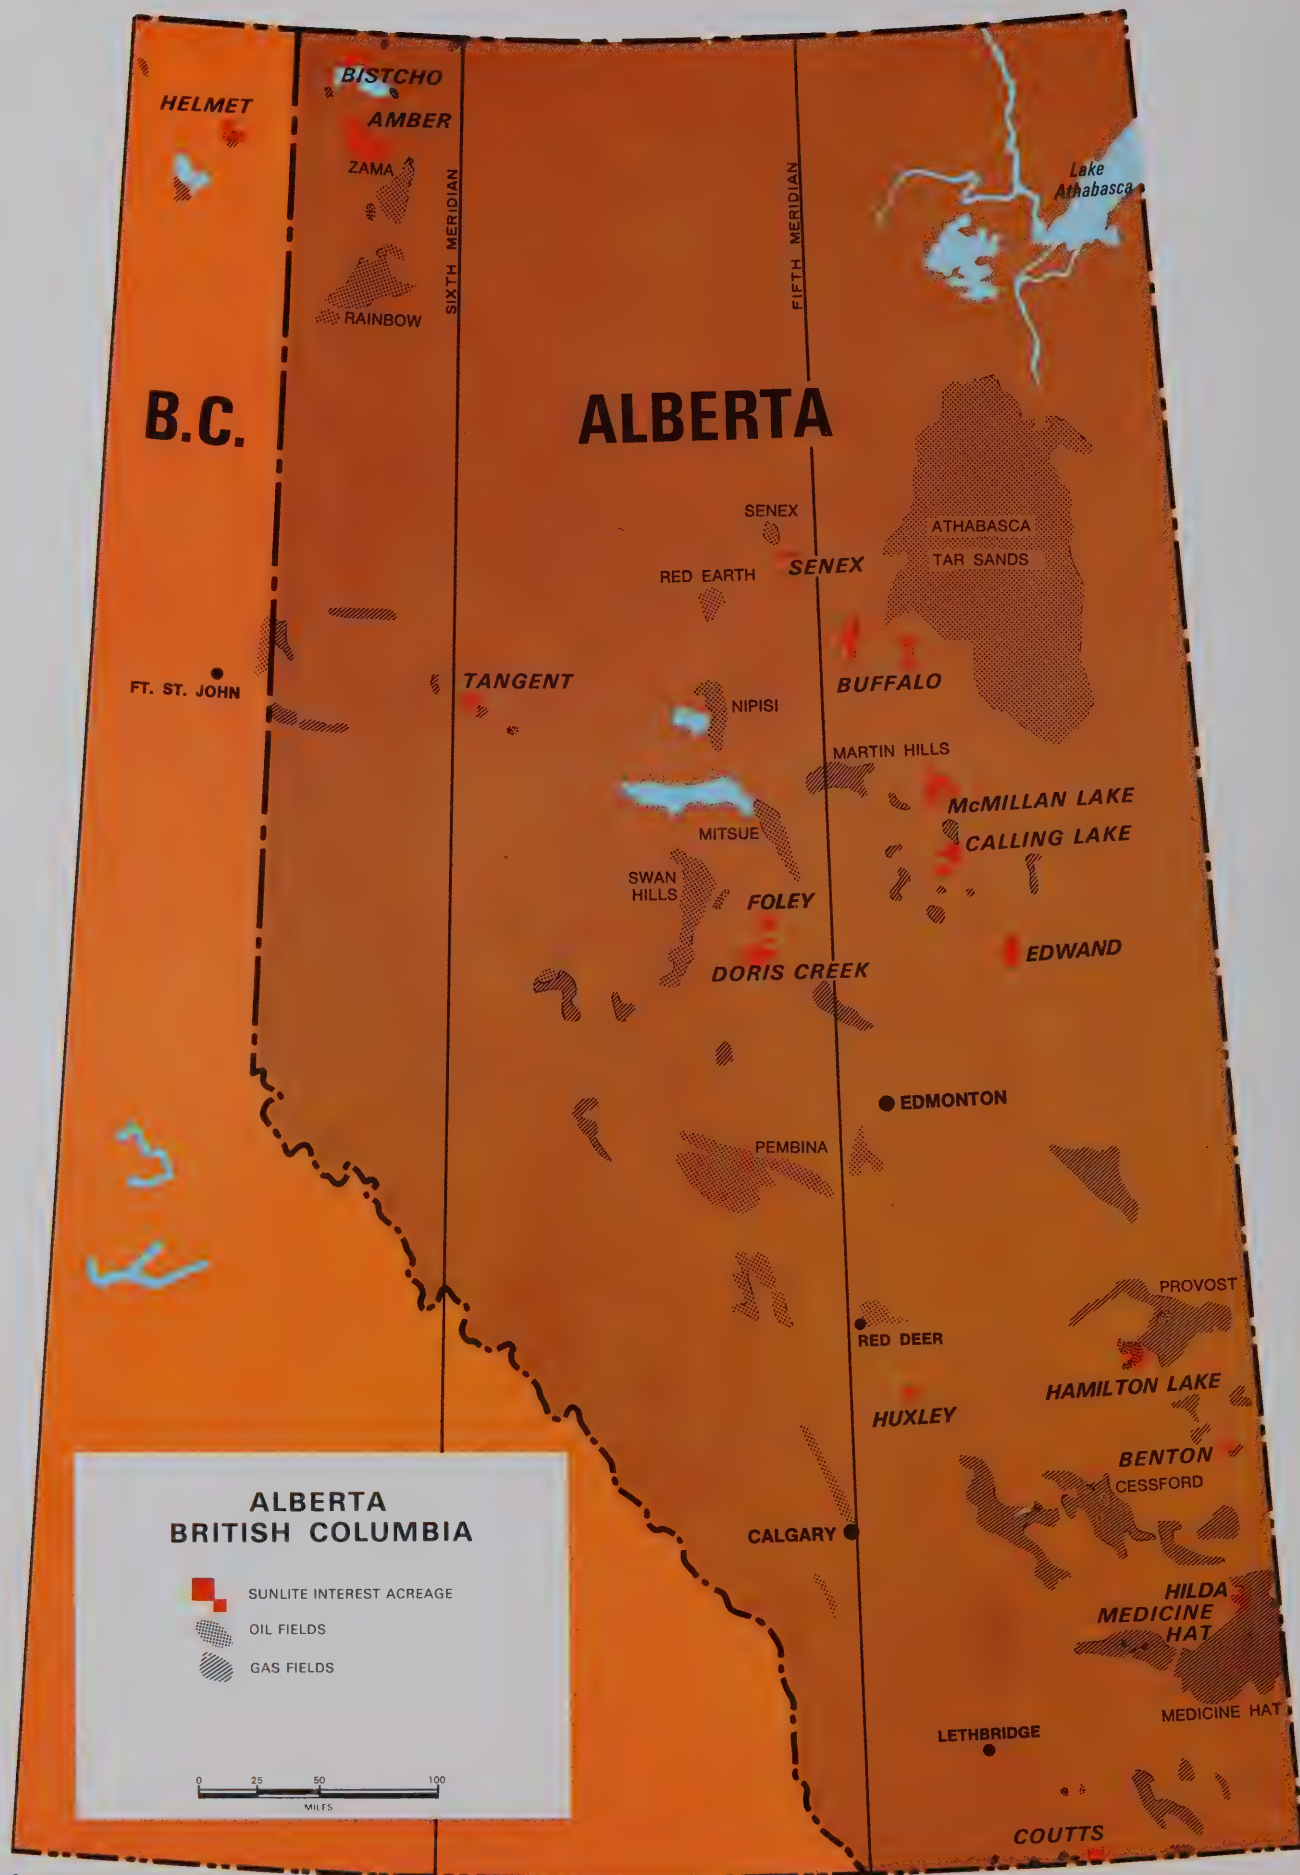 BISTCHO
HELMET
AMBER
ZAMA
SIXTH MERIDIAN
FIFTH MERIDIAN
Lake
Athabasca
RAINBOW
B.C.
ALBERTA
SENEX
ATHABASCA
TAR SANDS
SENEX
RED EARTH
TANGENT
BUFFALO
FT. ST. JOHN
NIPISI
MARTIN HILLS
McMILLAN LAKE
MITSUE
CALLING LAKE
SWAN
HILLS
FOLEY
EDWAND
DORIS CREEK
EDMONTON
PEMBINA
PROVOST
RED DEER
HAMILTON LAKE
HUXLEY
BENTON
CESSFORD
CALGARY
HILDA
MEDICINE
HAT
MEDICINE HAT
LETHBRIDGE
COUTTS
ALBERTA
BRITISH COLUMBIA
SUNLITE INTEREST ACREAGE
OIL FIELDS
GAS FIELDS
0 25 50 100
MILES